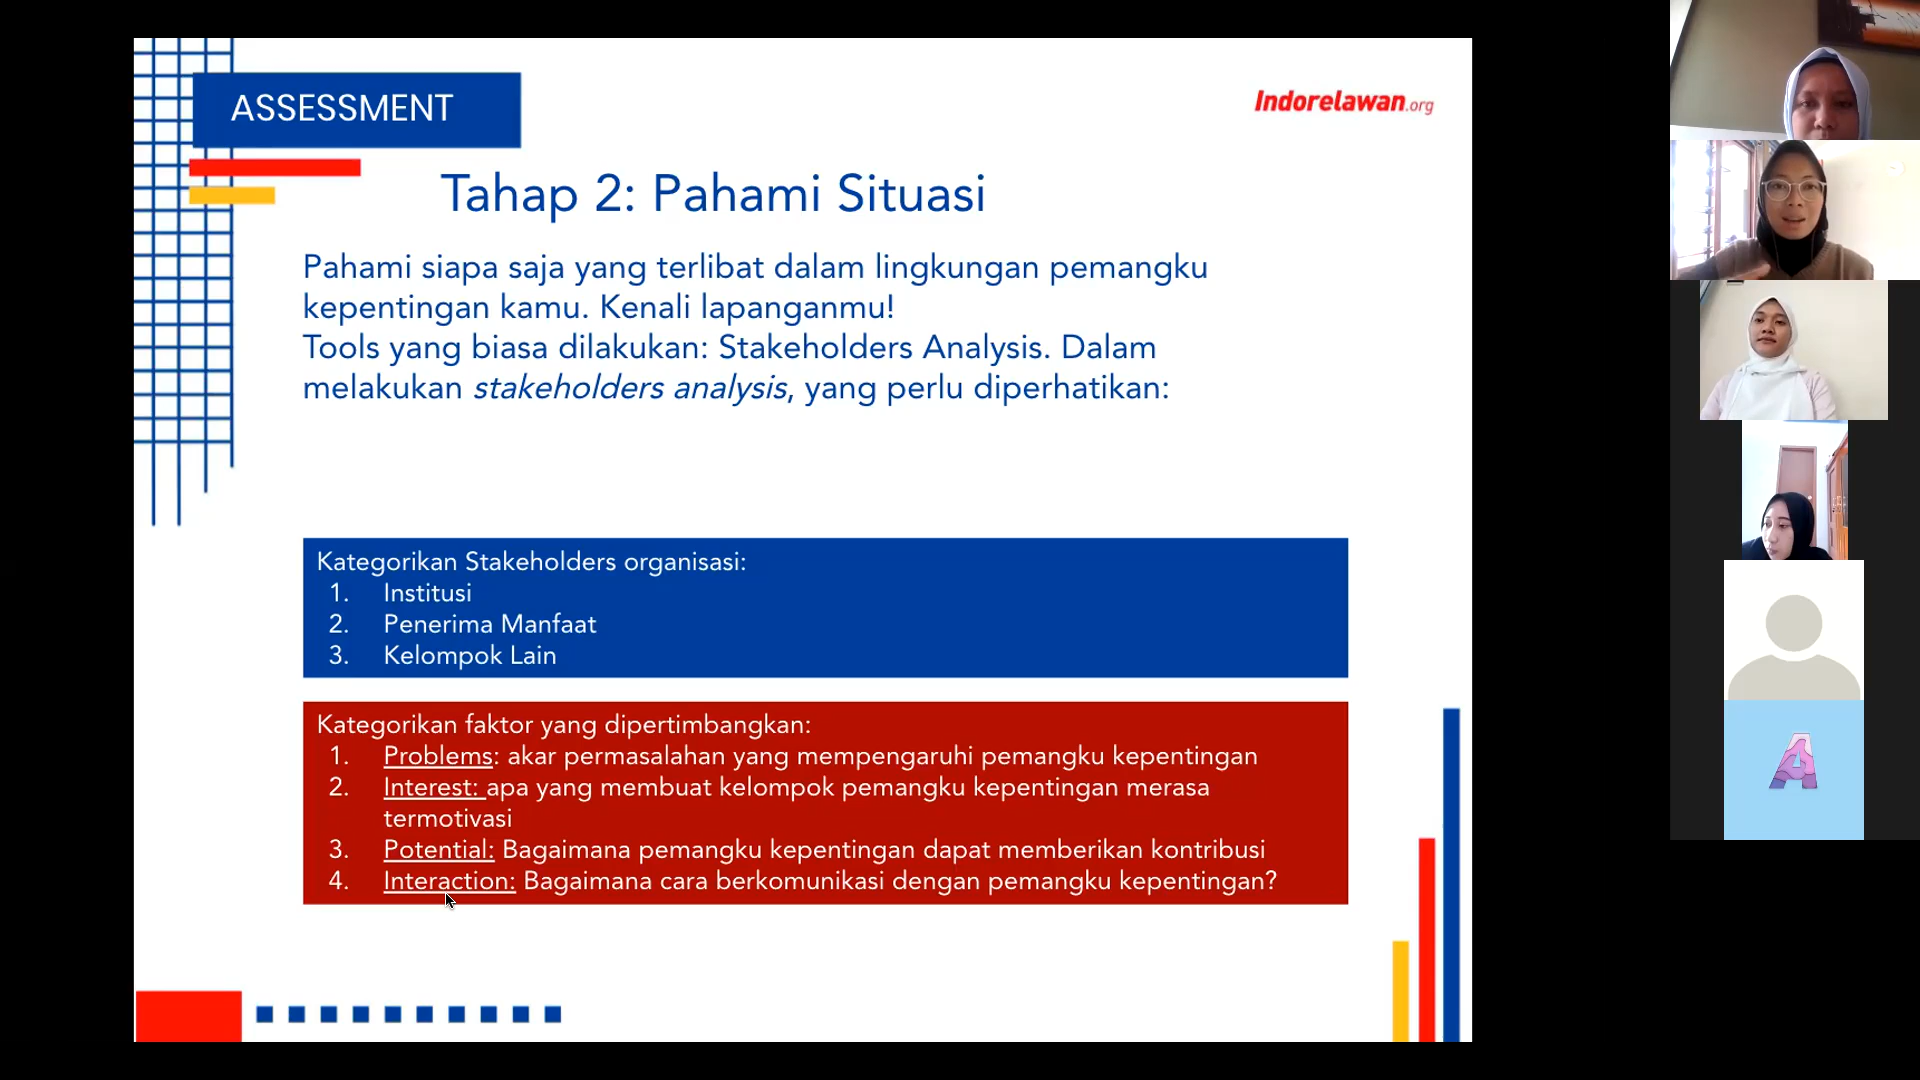 ASSESSMENT
Indorelawan.org
Tahap 2: Pahami Situasi
Pahami siapa saja yang terlibat dalam lingkungan pemangku
kepentingan kamu. Kenali lapanganmu!
Tools yang biasa dilakukan: Stakeholders Analysis. Dalam
melakukan stakeholders analysis, yang perlu diperhatikan:
Kategorikan Stakeholders organisasi:
1. Institusi
2. Penerima Manfaat
3. Kelompok Lain
Kategorikan faktor yang dipertimbangkan:
1. Problems: akar permasalahan yang mempengaruhi pemangku kepentingan
2. Interest: apa yang membuat kelompok pemangku kepentingan merasa
termotivasi
3. Potential: Bagaimana pemangku kepentingan dapat memberikan kontribusi
4. Interaction: Bagaimana cara berkomunikasi dengan pemangku kepentingan?
A